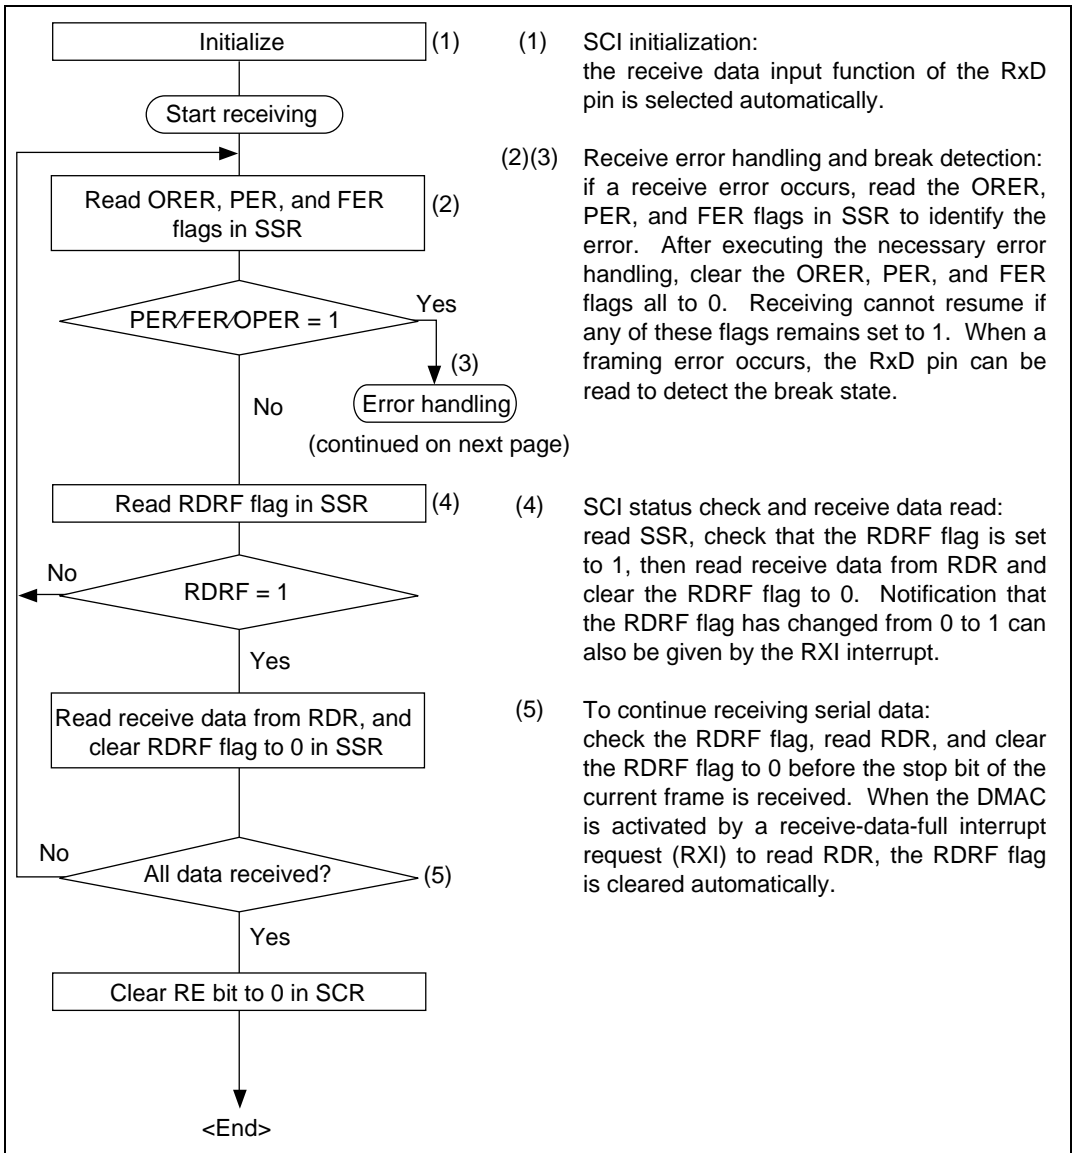 Initialize
(1)
Start receiving
Read ORER, PER, and FER
flags in SSR
(2)
PER/FER/OPER = 1
Yes
(3)
No
Error handling
(continued on next page)
Read RDRF flag in SSR
(4)
No
RDRF = 1
Yes
Read receive data from RDR, and
clear RDRF flag to 0 in SSR
No
All data received?
(5)
Yes
Clear RE bit to 0 in SCR
<End>
(1) SCI initialization:
the receive data input function of the RxD
pin is selected automatically.
(2)(3) Receive error handling and break detection:
if a receive error occurs, read the ORER,
PER, and FER flags in SSR to identify the
error. After executing the necessary error
handling, clear the ORER, PER, and FER
flags all to 0. Receiving cannot resume if
any of these flags remains set to 1. When a
framing error occurs, the RxD pin can be
read to detect the break state.
(4) SCI status check and receive data read:
read SSR, check that the RDRF flag is set
to 1, then read receive data from RDR and
clear the RDRF flag to 0. Notification that
the RDRF flag has changed from 0 to 1 can
also be given by the RXI interrupt.
(5) To continue receiving serial data:
check the RDRF flag, read RDR, and clear
the RDRF flag to 0 before the stop bit of the
current frame is received. When the DMAC
is activated by a receive-data-full interrupt
request (RXI) to read RDR, the RDRF flag
is cleared automatically.